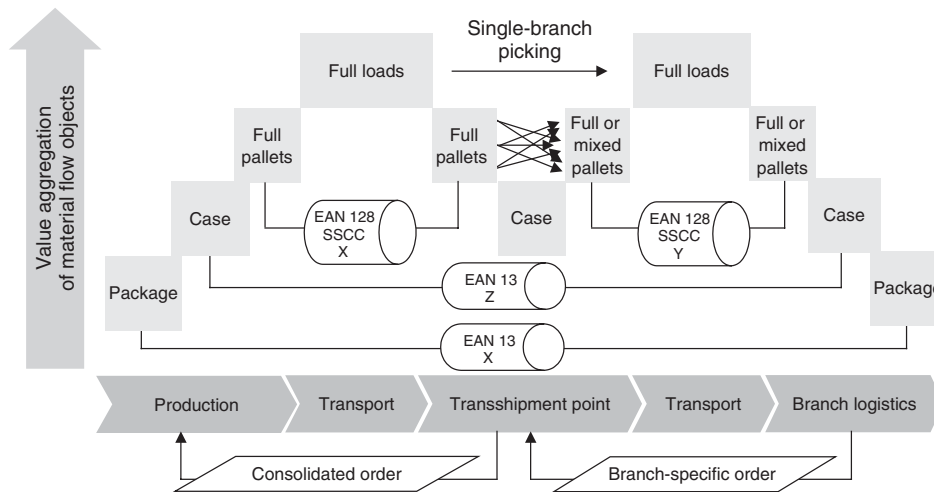 Value aggregation
of material flow objects
Single-branch
picking
Full loads
Full loads
Full
pallets
Full
pallets
Full or
mixed
pallets
Full or
mixed
pallets
Case
EAN 128
SSCC
X
Case
EAN 128
SSCC
Y
Case
Package
EAN 13
Z
Package
EAN 13
X
Production
Transport
Transshipment point
Transport
Branch logistics
Consolidated order
Branch-specific order